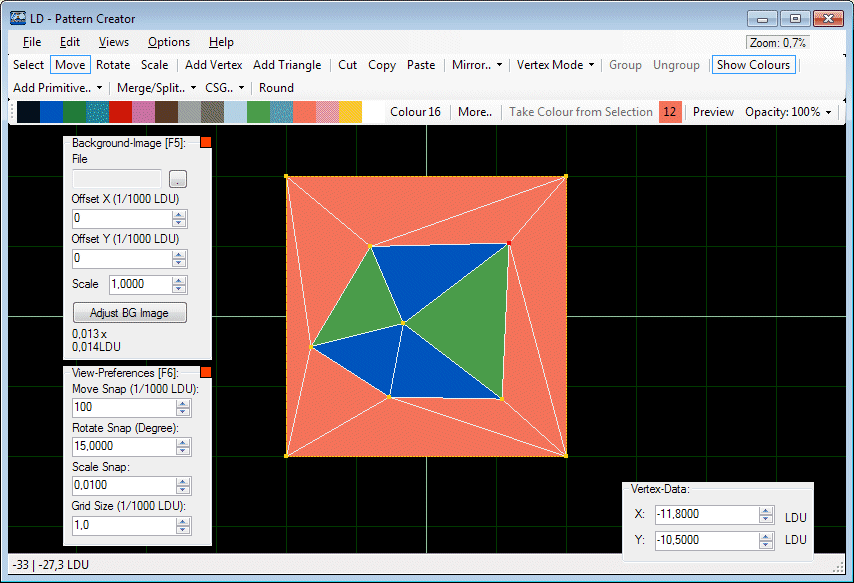 LD - Pattern Creator
File Edit Views Options Help Zoom: 0,7%
Select Move Rotate Scale Add Vertex Add Triangle Cut Copy Paste Mirror.. Vertex Mode Group Ungroup Show Colours
Add Primitive.. Merge/Split.. CSG.. Round
Colour 16 More.. Take Colour from Selection 12 Preview Opacity: 100%
Background-Image [F5]:
File
.
Offset X (1/1000 LDU)
0
Offset Y (1/1000 LDU)
0
Scale 1,0000
Adjust BG Image
0,013 x
0,014LDU
View-Preferences [F6]:
Move Snap (1/1000 LDU):
100
Rotate Snap (Degree):
15,0000
Scale Snap:
0,0100
Grid Size (1/1000 LDU):
1,0
Vertex-Data:
X: -11,8000 LDU
Y: -10,5000 LDU
-33 | -27,3 LDU